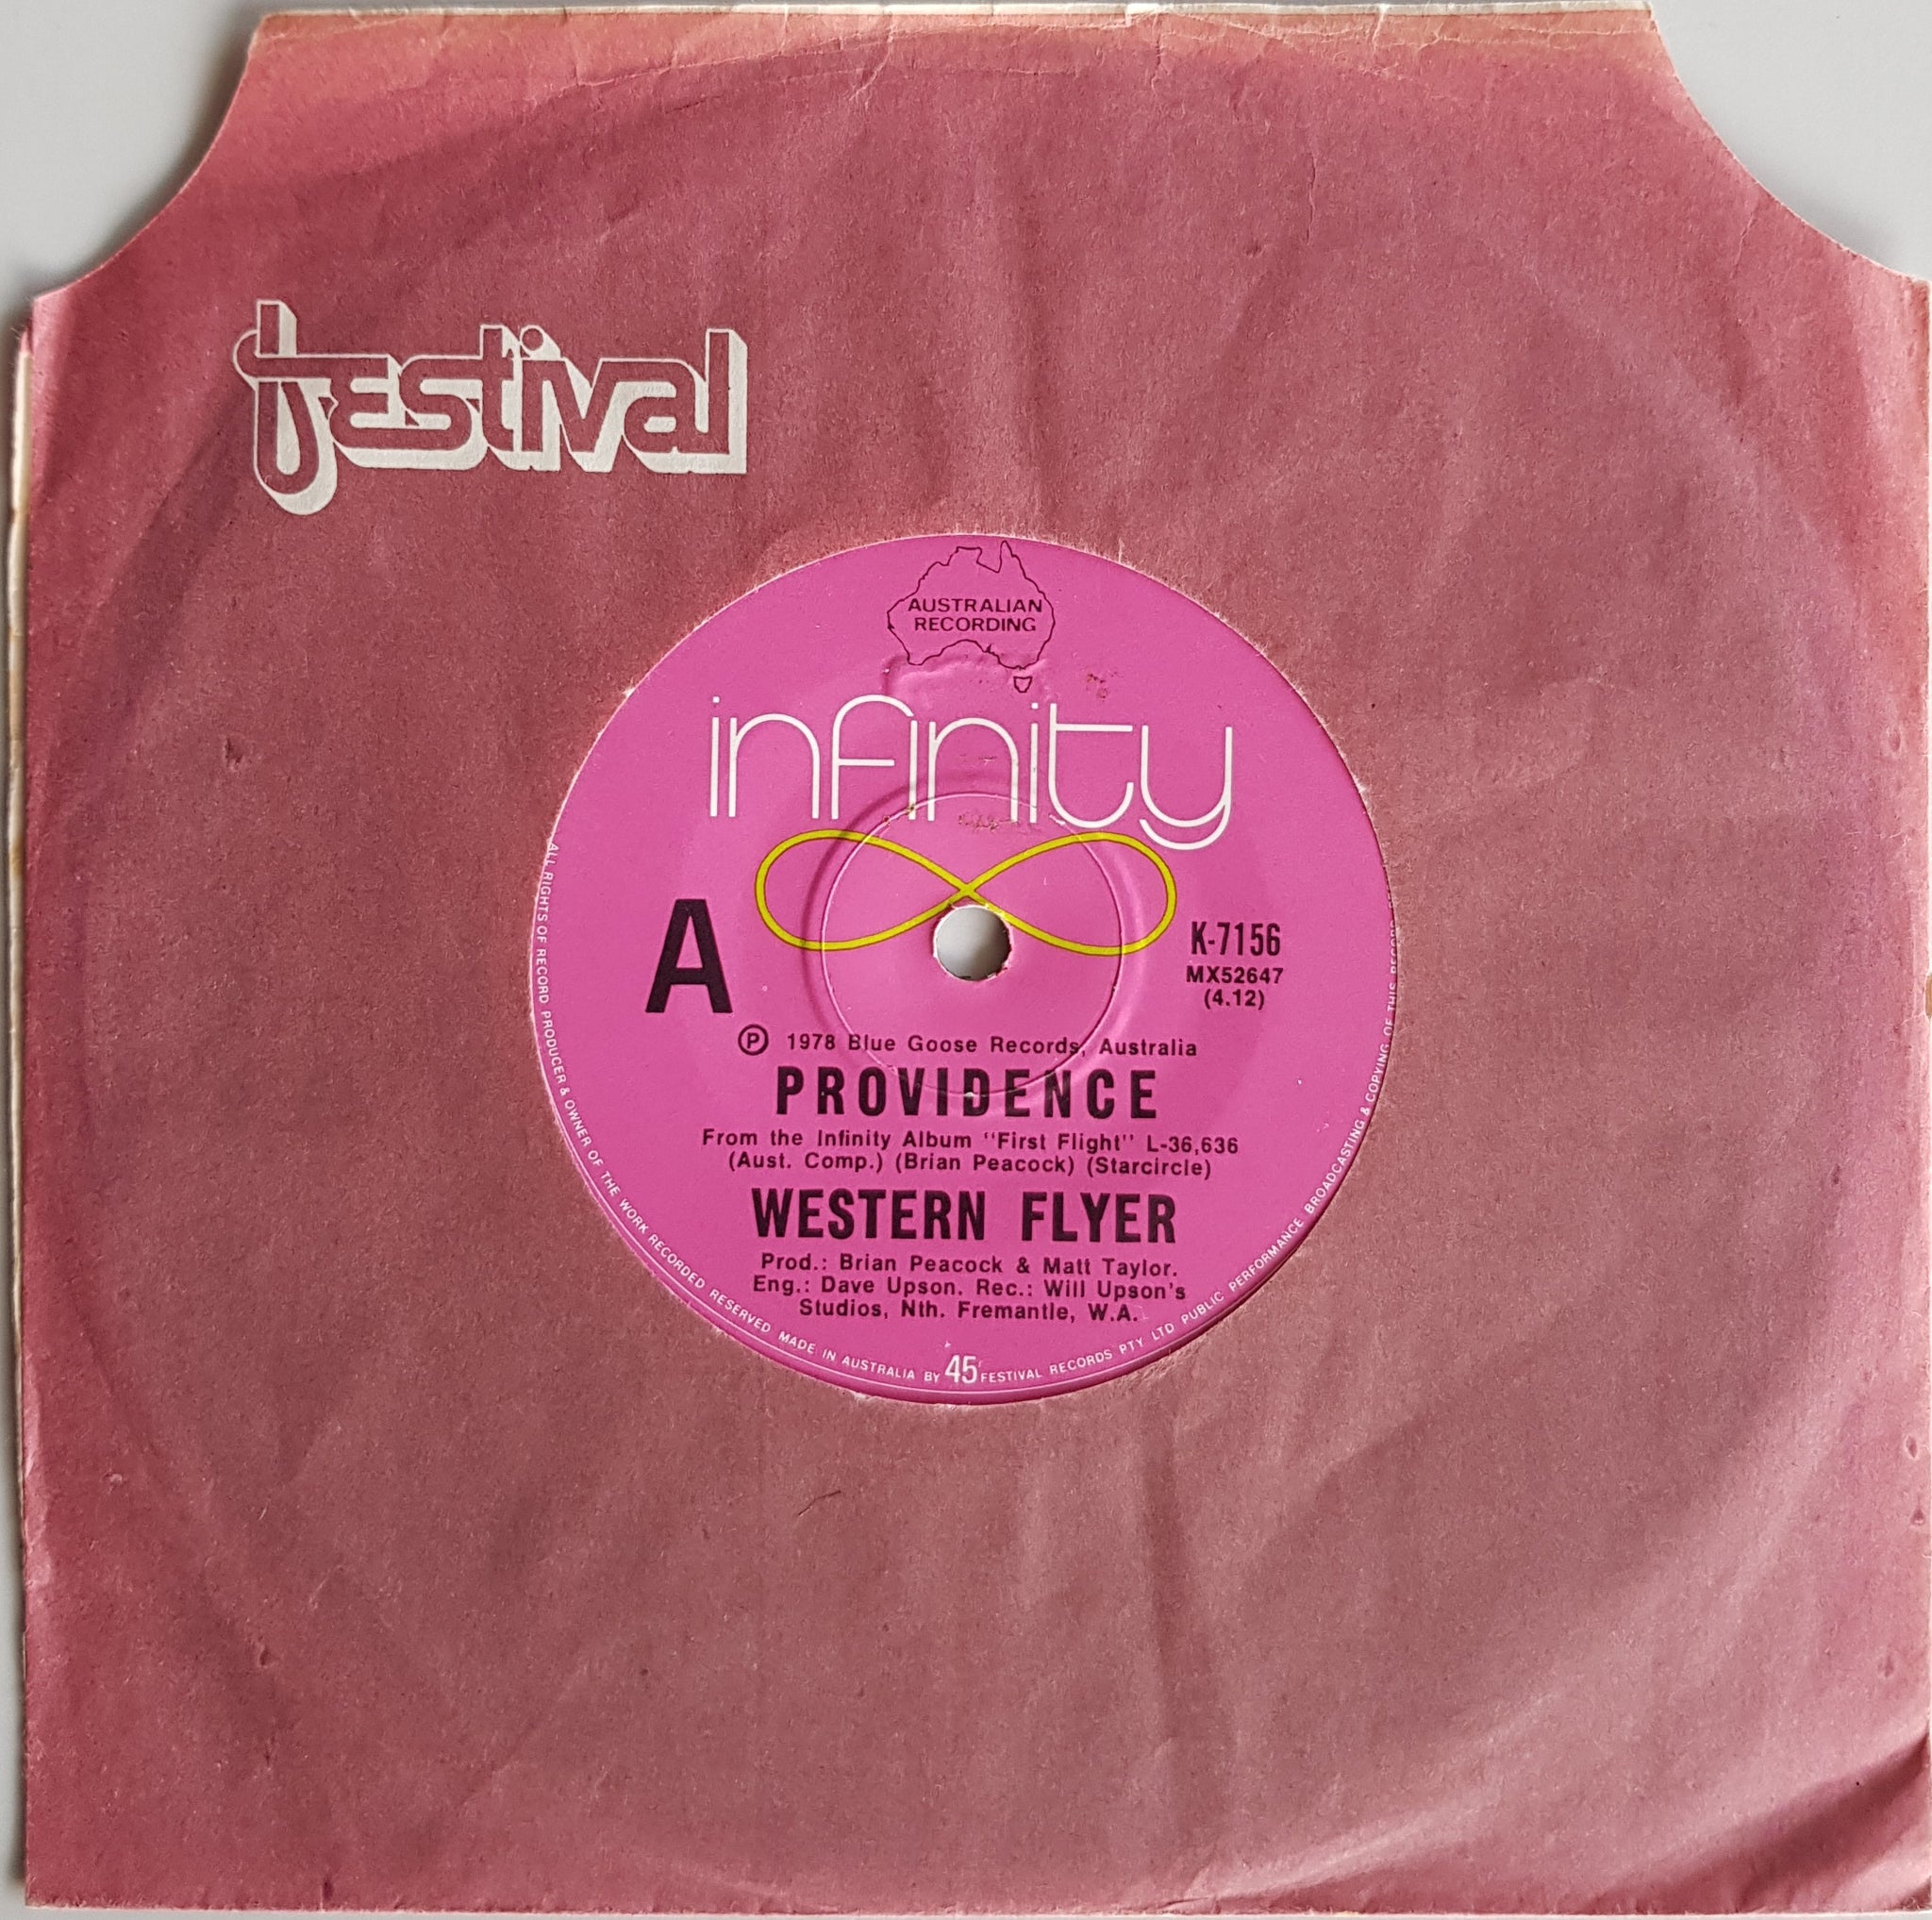 festival
AUSTRALIAN
RECORDING
infinity
A
K-7156
MX52647
(4.12)
Ⓟ 1978 Blue Goose Records, Australia
PROVIDENCE
From the Infinity Album "First Flight" L-36,636
(Aust. Comp.) (Brian Peacock) (Starcircle)
WESTERN FLYER
Prod.: Brian Peacock & Matt Taylor.
Eng.: Dave Upson. Rec.: Will Upson's
Studios, Nth. Fremantle, W.A.
45
ALL RIGHTS OF RECORD PRODUCER & OWNER OF THE WORK RECORDED RESERVED MADE IN AUSTRALIA BY FESTIVAL RECORDS PTY LTD PUBLIC PERFORMANCE BROADCASTING & COPYING OF THIS